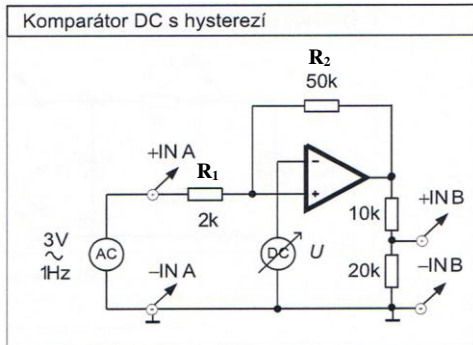 Komparátor DC s hysterezí
R₂
50k
+IN A
R₁
2k
-
+
+IN B
10k
3V
~
1Hz
AC
DC
U
20k
−IN A
−IN B